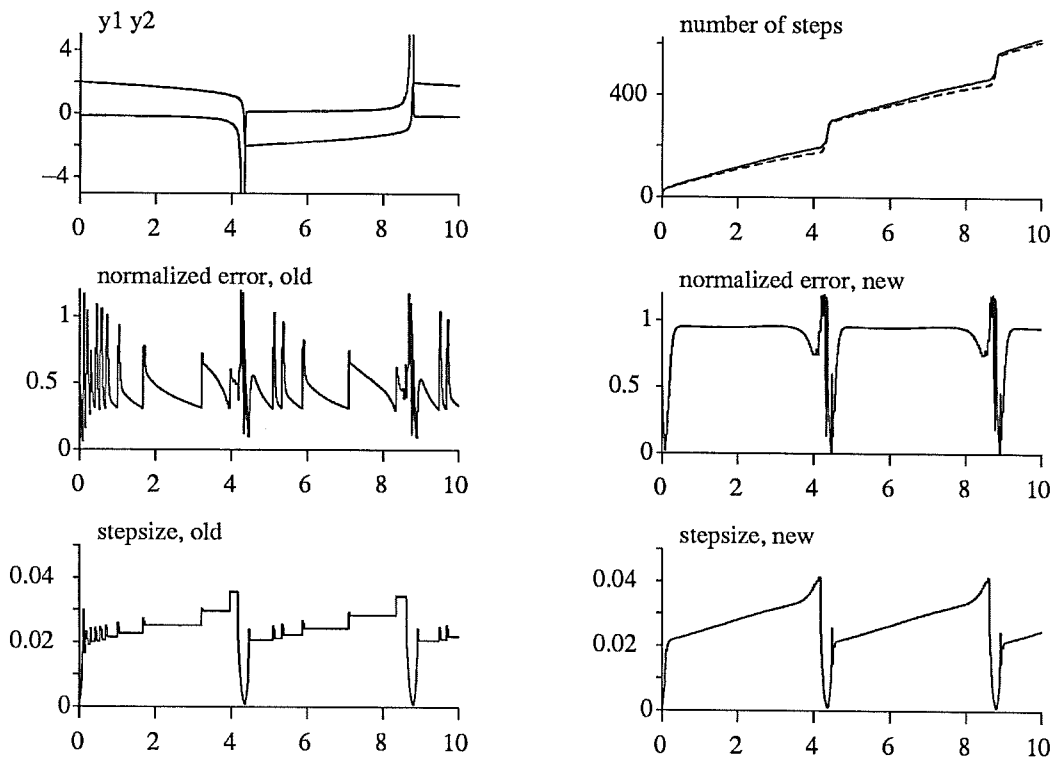 y1 y2
4
0
−4
0 2 4 6 8 10
number of steps
400
0
0 2 4 6 8 10
normalized error, old
1
0.5
0
0 2 4 6 8 10
normalized error, new
1
0.5
0
0 2 4 6 8 10
stepsize, old
0.04
0.02
0
0 2 4 6 8 10
stepsize, new
0.04
0.02
0
0 2 4 6 8 10